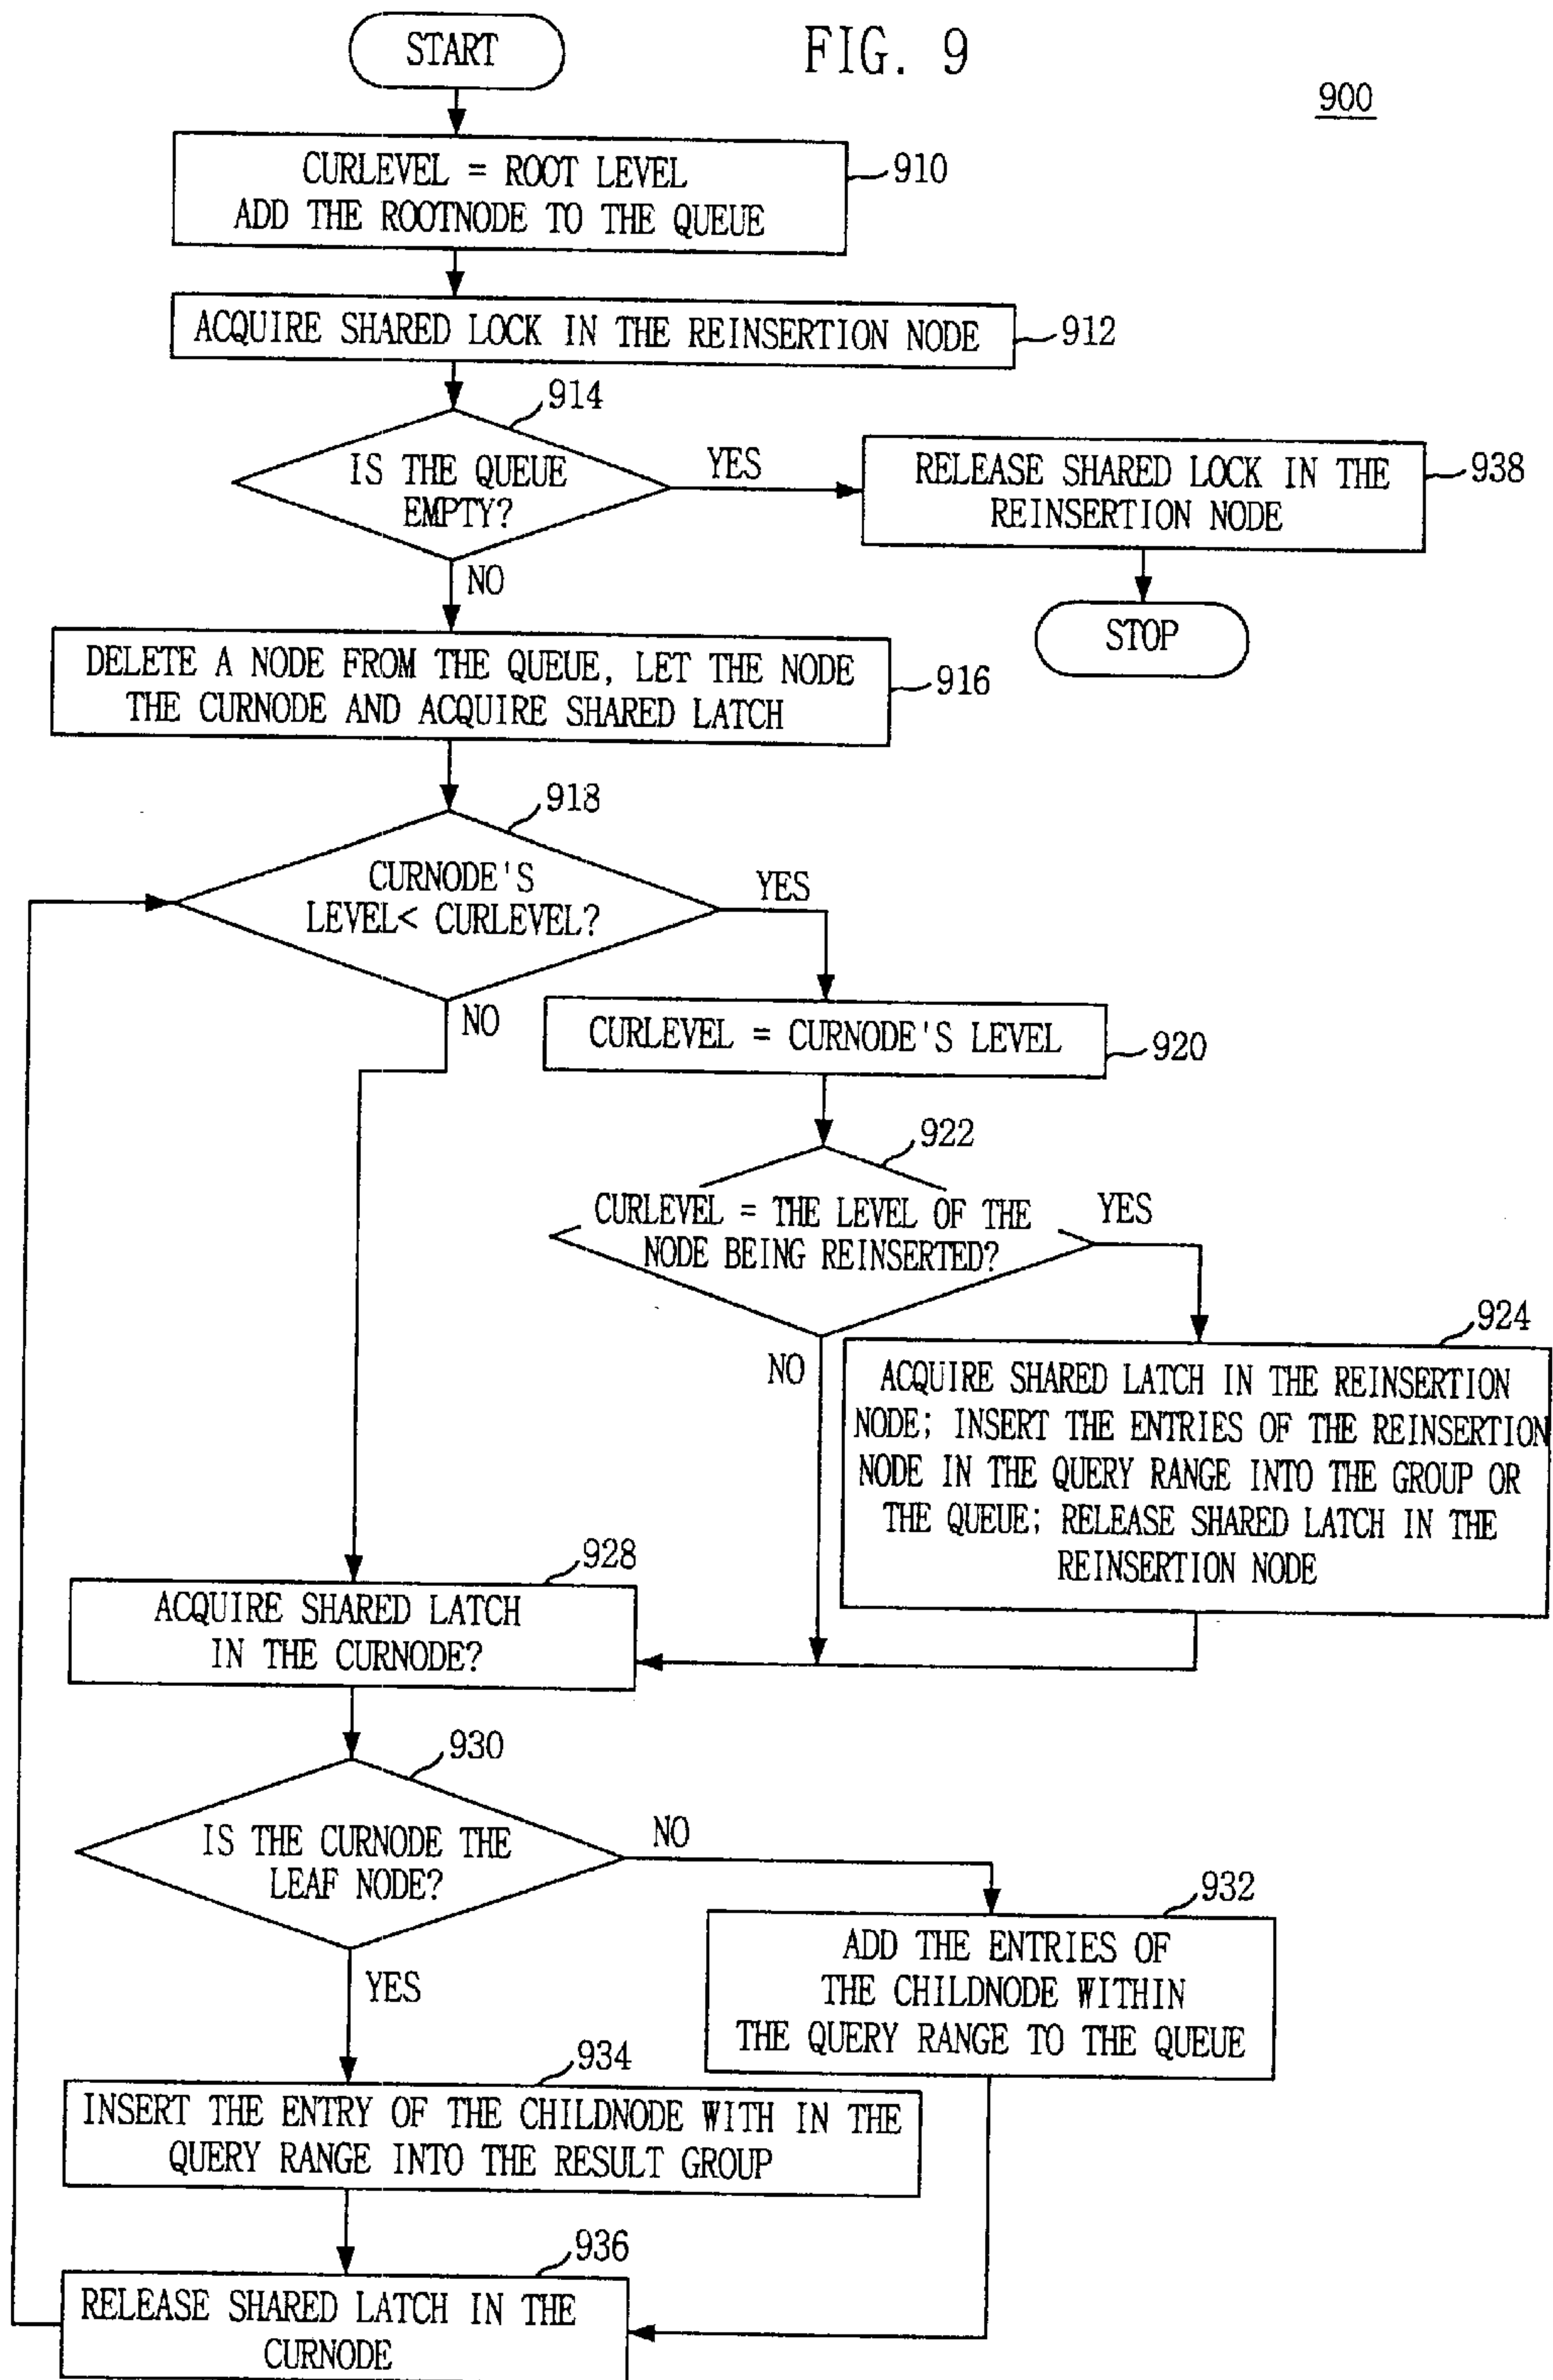 START
FIG. 9
900
CURLEVEL = ROOT LEVEL
ADD THE ROOTNODE TO THE QUEUE
910
ACQUIRE SHARED LOCK IN THE REINSERTION NODE
912
914
IS THE QUEUE
EMPTY?
YES
RELEASE SHARED LOCK IN THE
REINSERTION NODE
938
NO
STOP
DELETE A NODE FROM THE QUEUE, LET THE NODE
THE CURNODE AND ACQUIRE SHARED LATCH
916
918
CURNODE'S
LEVEL< CURLEVEL?
YES
NO
CURLEVEL = CURNODE'S LEVEL
920
922
CURLEVEL = THE LEVEL OF THE
NODE BEING REINSERTED?
YES
NO
924
ACQUIRE SHARED LATCH IN THE REINSERTION
NODE; INSERT THE ENTRIES OF THE REINSERTION
NODE IN THE QUERY RANGE INTO THE GROUP OR
THE QUEUE; RELEASE SHARED LATCH IN THE
REINSERTION NODE
928
ACQUIRE SHARED LATCH
IN THE CURNODE?
930
IS THE CURNODE THE
LEAF NODE?
NO
YES
932
ADD THE ENTRIES OF
THE CHILDNODE WITHIN
THE QUERY RANGE TO THE QUEUE
934
INSERT THE ENTRY OF THE CHILDNODE WITH IN THE
QUERY RANGE INTO THE RESULT GROUP
936
RELEASE SHARED LATCH IN THE
CURNODE